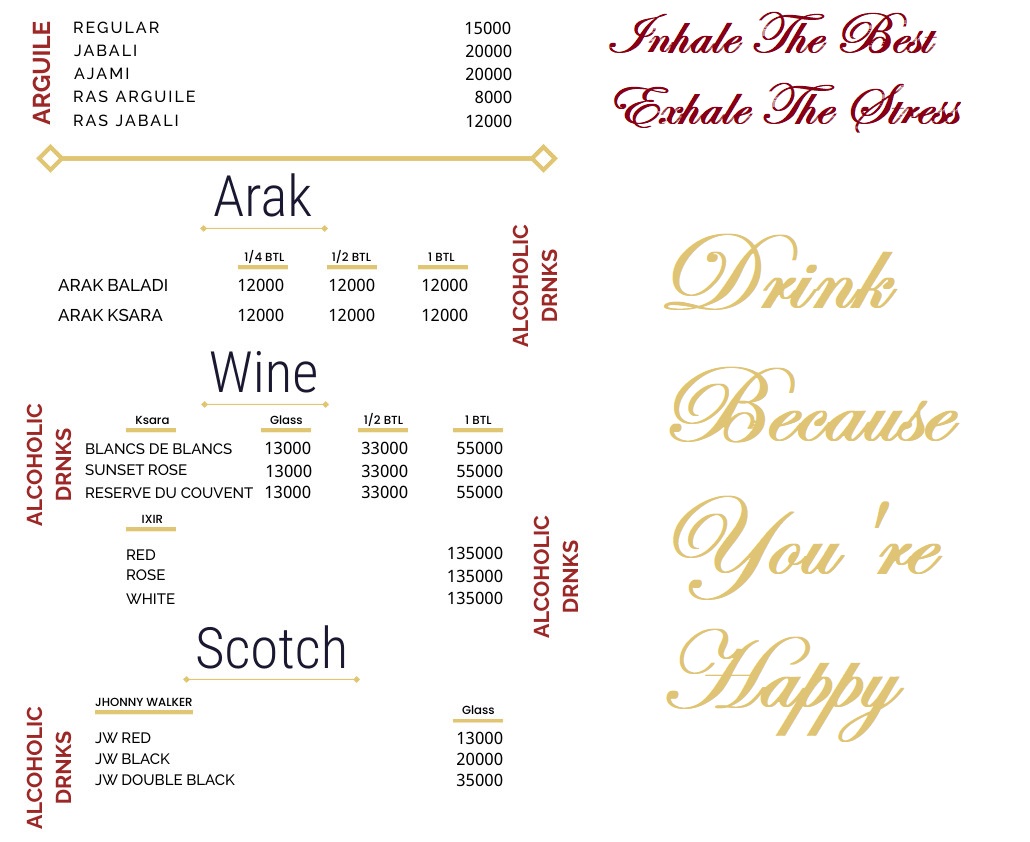 ARGUILE
REGULAR 15000
JABALI 20000
AJAMI 20000
RAS ARGUILE 8000
RAS JABALI 12000
Inhale The Best
Exhale The Stress
Arak
ALCOHOLIC
DRNKS
1/4 BTL 1/2 BTL 1 BTL
ARAK BALADI 12000 12000 12000
ARAK KSARA 12000 12000 12000
Wine
ALCOHOLIC
DRNKS
Ksara Glass 1/2 BTL 1 BTL
BLANCS DE BLANCS 13000 33000 55000
SUNSET ROSE 13000 33000 55000
RESERVE DU COUVENT 13000 33000 55000
IXIR
ALCOHOLIC
DRNKS
RED 135000
ROSE 135000
WHITE 135000
Scotch
ALCOHOLIC
DRNKS
JHONNY WALKER Glass
JW RED 13000
JW BLACK 20000
JW DOUBLE BLACK 35000
Drink
Because
You 're
Happy